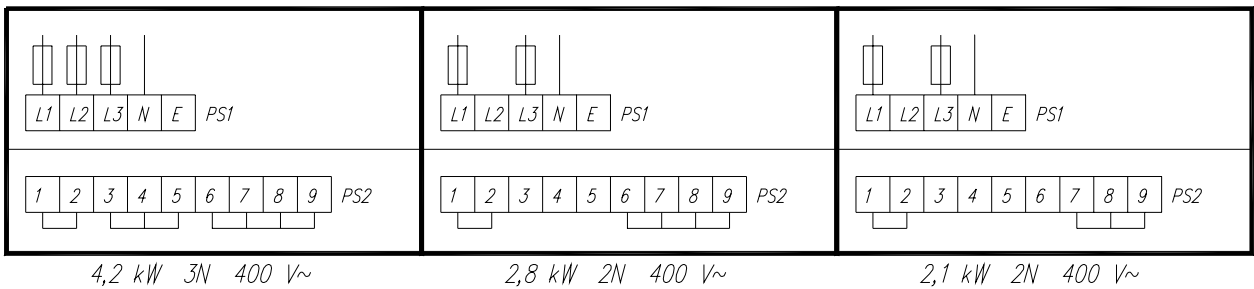 L1 L2 L3 N E PS1
1 2 3 4 5 6 7 8 9 PS2
4,2 kW 3N 400 V~
L1 L2 L3 N E PS1
1 2 3 4 5 6 7 8 9 PS2
2,8 kW 2N 400 V~
L1 L2 L3 N E PS1
1 2 3 4 5 6 7 8 9 PS2
2,1 kW 2N 400 V~